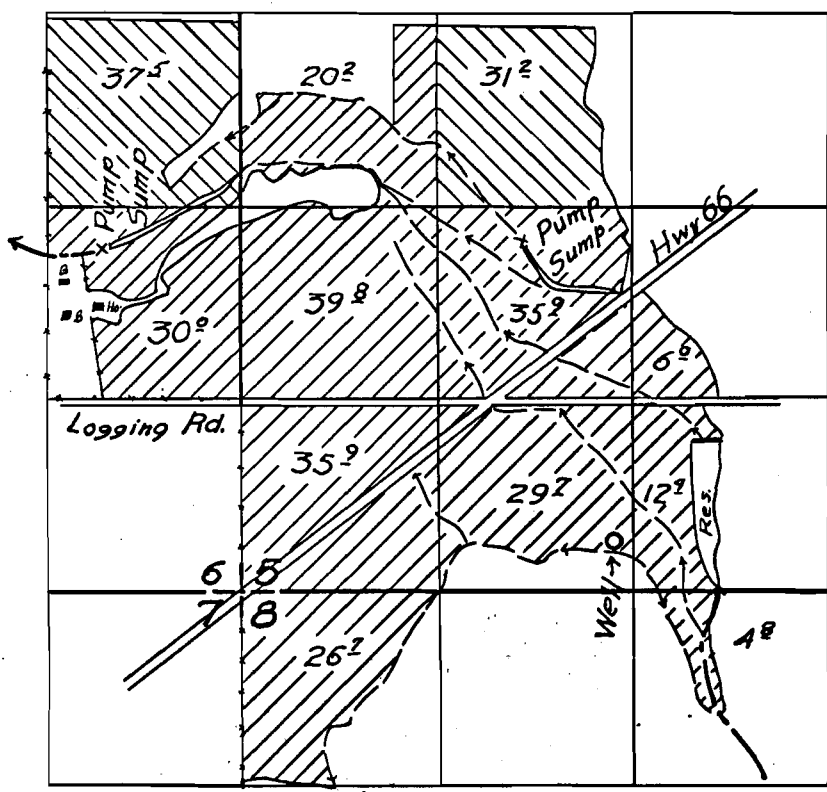 37⁵
20²
31²
Pump
Sump
Pump
Sump
Hwy 66
B
B
Ho.
30⁰
39⁸
35⁹
6⁶
Logging Rd.
35⁹
29⁷
12⁹
Res.
Well→O
6 5
7 8
26⁷
4⁸